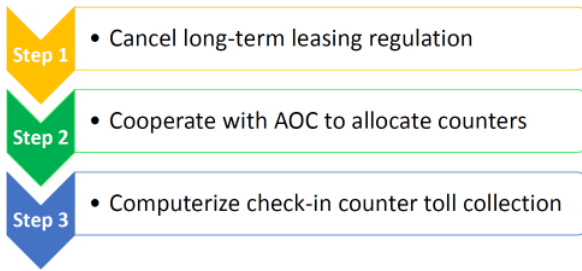 Step 1
• Cancel long-term leasing regulation
Step 2
• Cooperate with AOC to allocate counters
Step 3
• Computerize check-in counter toll collection